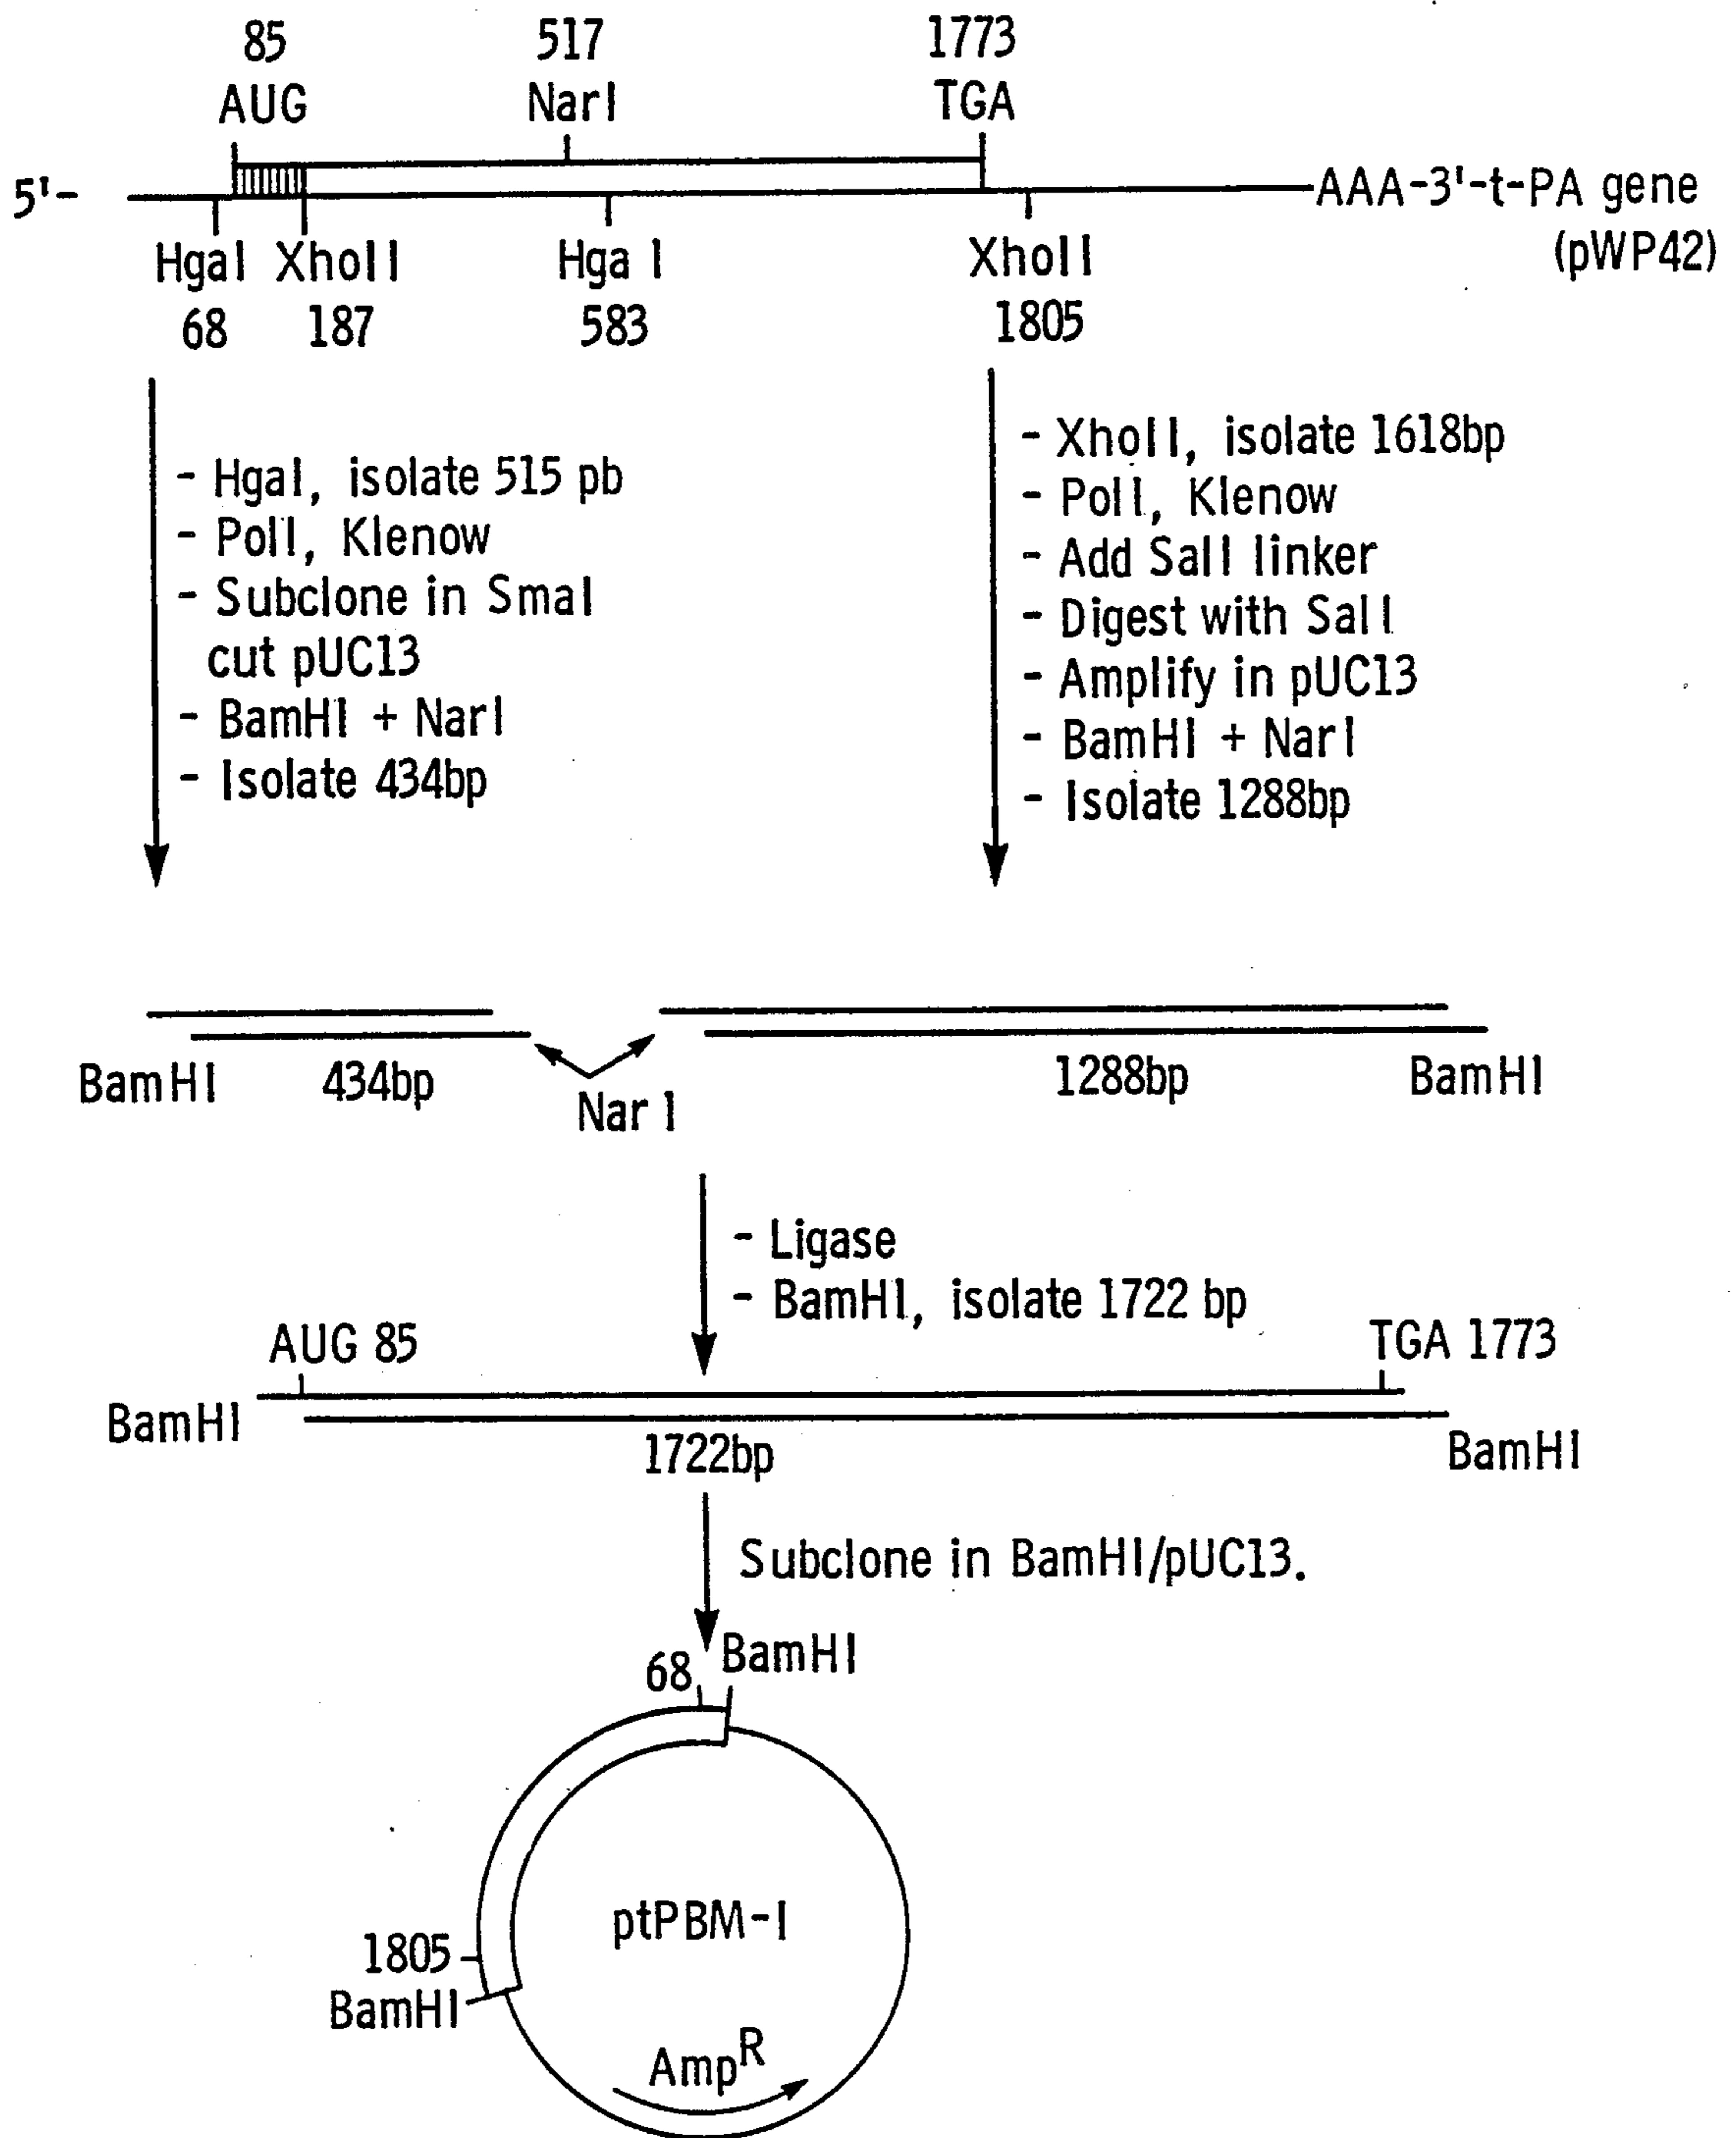 85
AUG
517
NarI
1773
TGA
5'-
AAA-3'-t-PA gene
(pWP42)
HgaI
68
XhoII
187
Hga I
583
XhoII
1805
- HgaI, isolate 515 pb
- PolI, Klenow
- Subclone in SmaI
cut pUC13
- BamHI + NarI
- Isolate 434bp
- XhoII, isolate 1618bp
- PolI, Klenow
- Add SalI linker
- Digest with SalI
- Amplify in pUC13
- BamHI + NarI
- Isolate 1288bp
BamHI
434bp
Nar I
1288bp
BamHI
- Ligase
- BamHI, isolate 1722 bp
AUG 85
TGA 1773
BamHI
1722bp
BamHI
Subclone in BamHI/pUC13.
68
BamHI
ptPBM-I
1805
BamHI
Amp^R